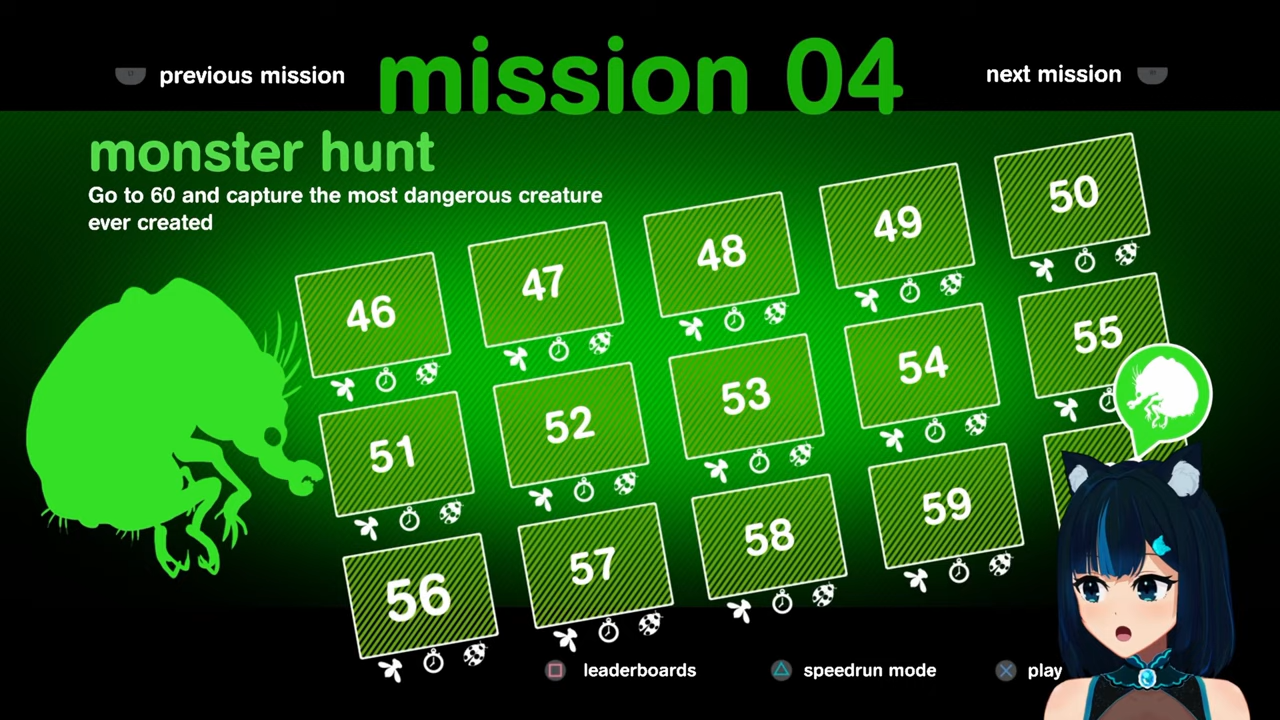 previous mission
mission 04
next mission
monster hunt
Go to 60 and capture the most dangerous creature
ever created
46
47
48
49
50
51
52
53
54
55
56
57
58
59
leaderboards
speedrun mode
play